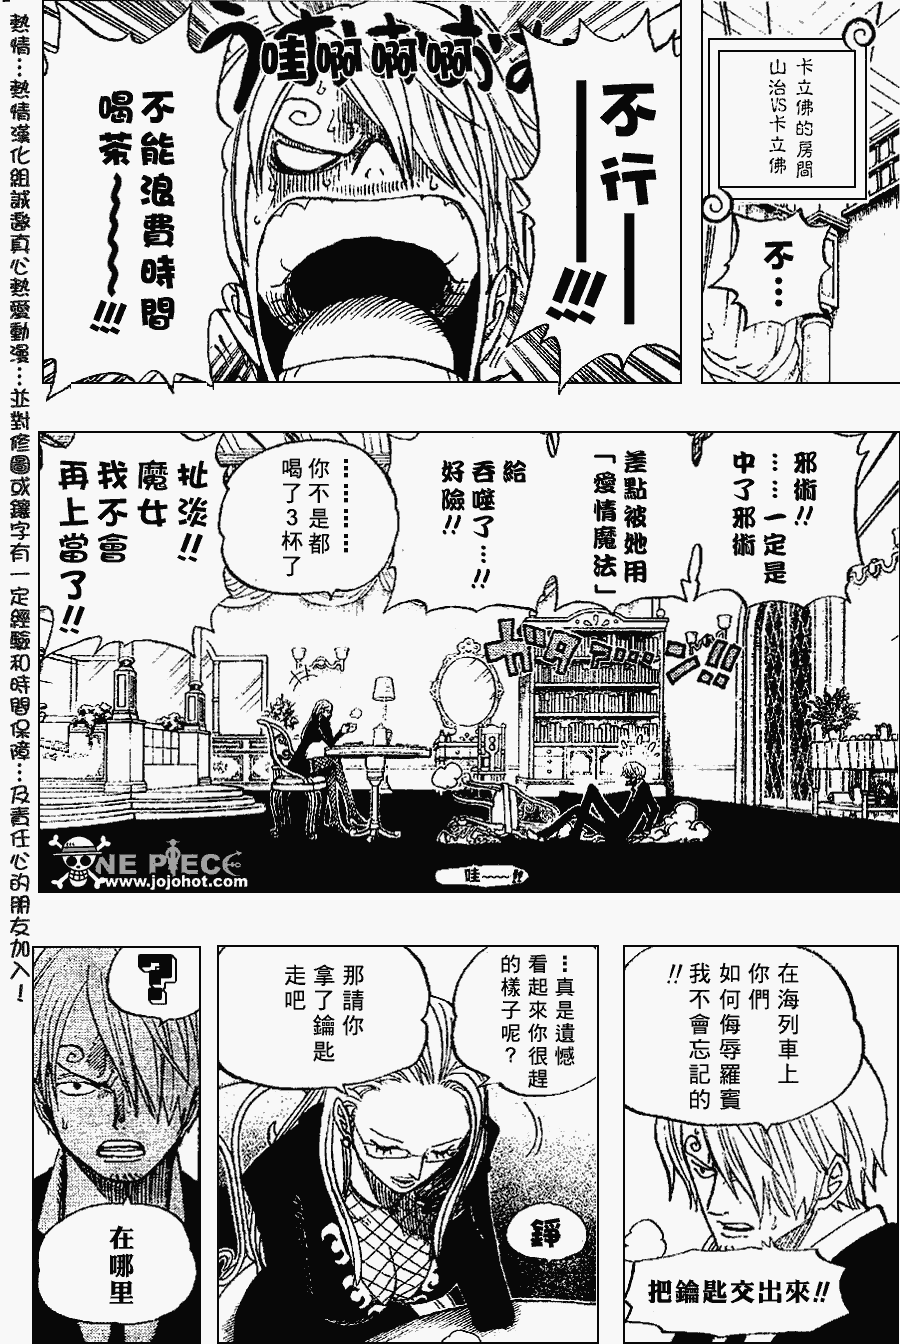 卡立佛的房間
山治VS卡立佛
不…
不行——!!!
哇啊啊啊
不能浪費時間
喝茶～～!!!
邪術!!
……一定是
中了邪術
差點被她用
「愛情魔法」
給
吞噬了…!!
好險!!
…………
你不是都
喝了3杯了
扯淡!!
魔女
我不會
再上當了!!
哇~~~!!
ONE PIECE
www.jojohot.com
在海列車上
你們
如何侮辱羅賓
我不會忘記的
!!
把鑰匙交出來!!
…真是遺憾
看起來你很趕
的樣子呢？
那請你
拿了鑰匙
走吧
錚
?
在哪里
熱情…熱情漢化組誠邀真心熱愛動漫…並對修圖或鑲字有一定經驗和時間保障…及責任心的朋友加入！